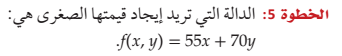 الخطوة 5: الدالة التي تريد إيجاد قيمتها الصغرى هي:
.f(x, y) = 55x + 70y